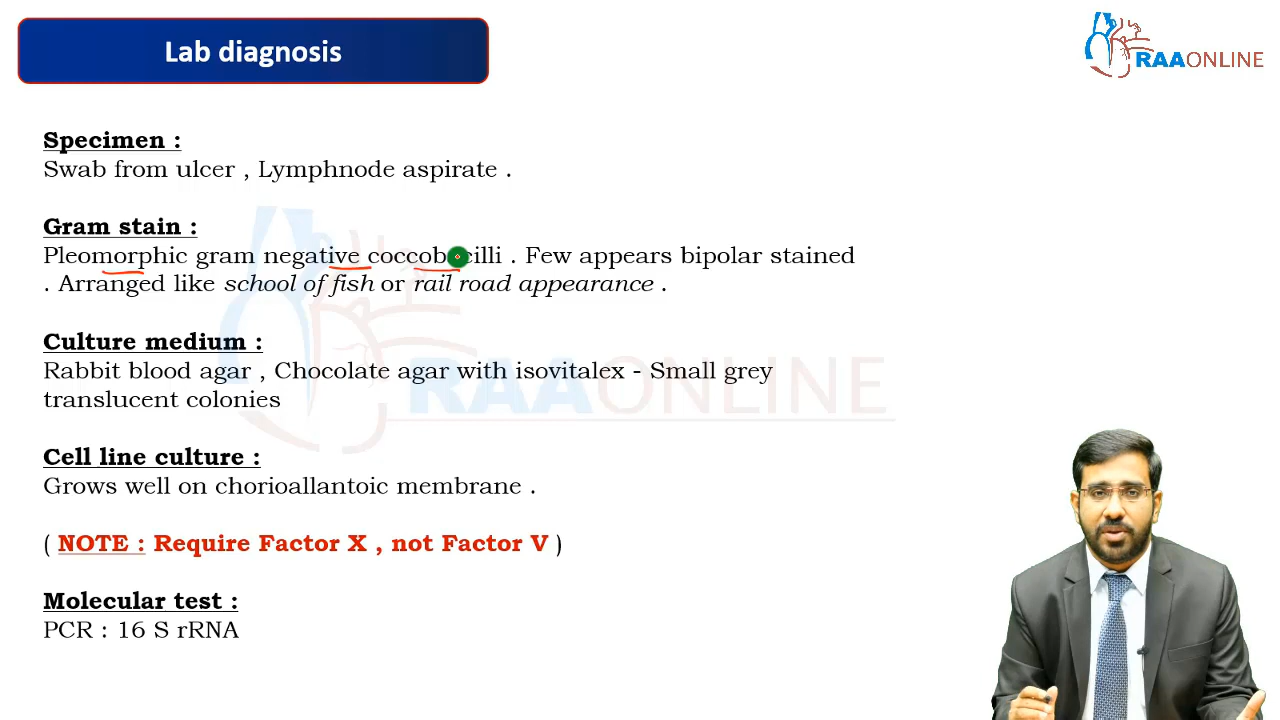 Lab diagnosis
RAAONLINE
Specimen :
Swab from ulcer , Lymphnode aspirate .
Gram stain :
Pleomorphic gram negative coccobacilli . Few appears bipolar stained
. Arranged like school of fish or rail road appearance .
Culture medium :
Rabbit blood agar , Chocolate agar with isovitalex - Small grey
translucent colonies
RAAONLINE
Cell line culture :
Grows well on chorioallantoic membrane .
( NOTE : Require Factor X , not Factor V )
Molecular test :
PCR : 16 S rRNA